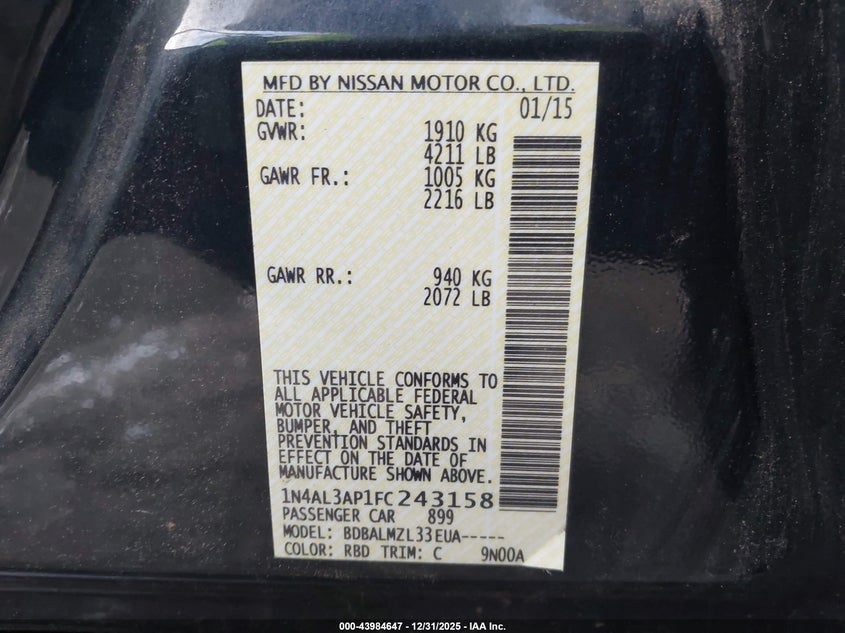 MFD BY NISSAN MOTOR CO., LTD.
DATE: 01/15
GVWR: 1910 KG
4211 LB
GAWR FR.: 1005 KG
2216 LB
GAWR RR.: 940 KG
2072 LB
THIS VEHICLE CONFORMS TO
ALL APPLICABLE FEDERAL
MOTOR VEHICLE SAFETY,
BUMPER, AND THEFT
PREVENTION STANDARDS IN
EFFECT ON THE DATE OF
MANUFACTURE SHOWN ABOVE.
1N4AL3AP1FC243158
PASSENGER CAR 899
MODEL: BDBALMZL33EUA-----
COLOR: RBD TRIM: C 9N00A
000-43984647 - 12/31/2025 - IAA Inc.